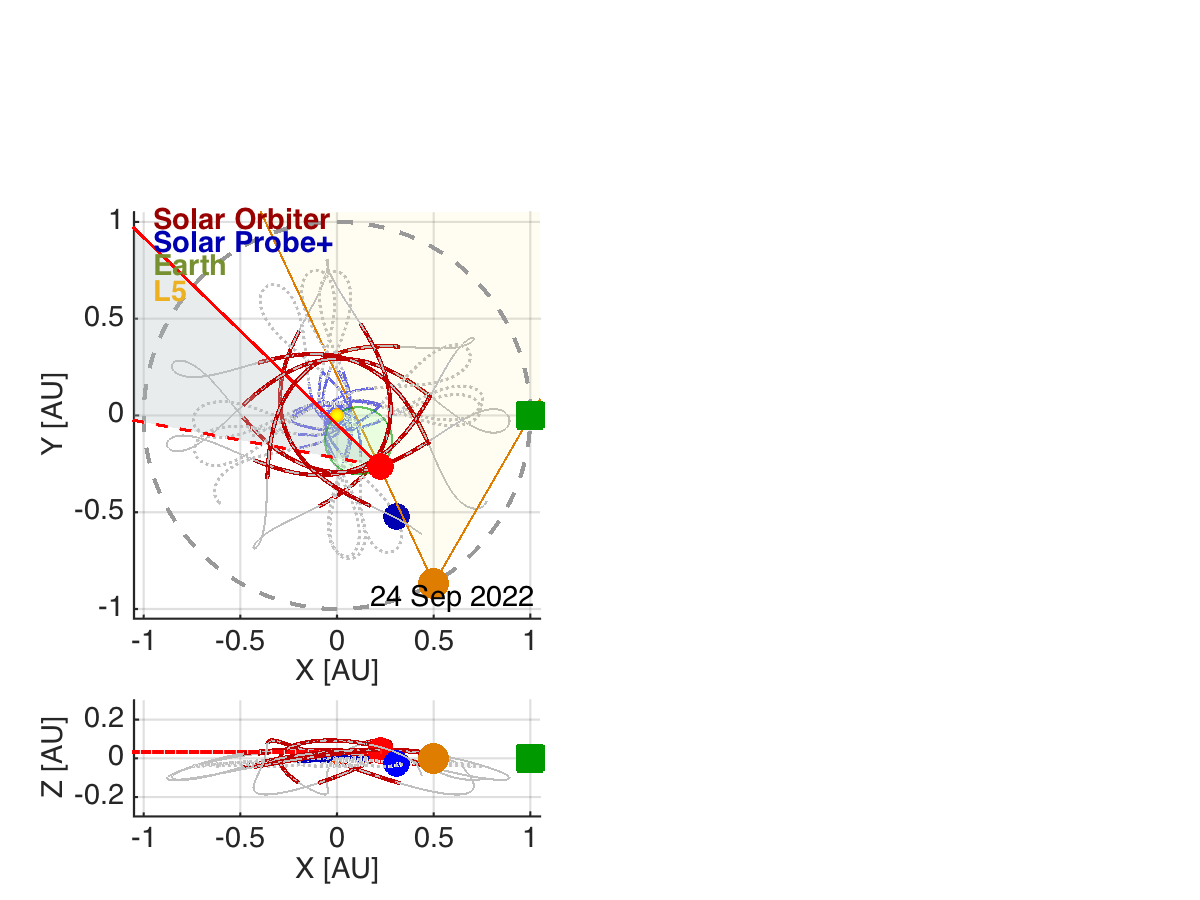 1
Solar Orbiter
Solar Probe+
Earth
L5
0.5
0
-0.5
-1
Y [AU]
24 Sep 2022
-1 -0.5 0 0.5 1
X [AU]
0.2
0
-0.2
Z [AU]
-1 -0.5 0 0.5 1
X [AU]